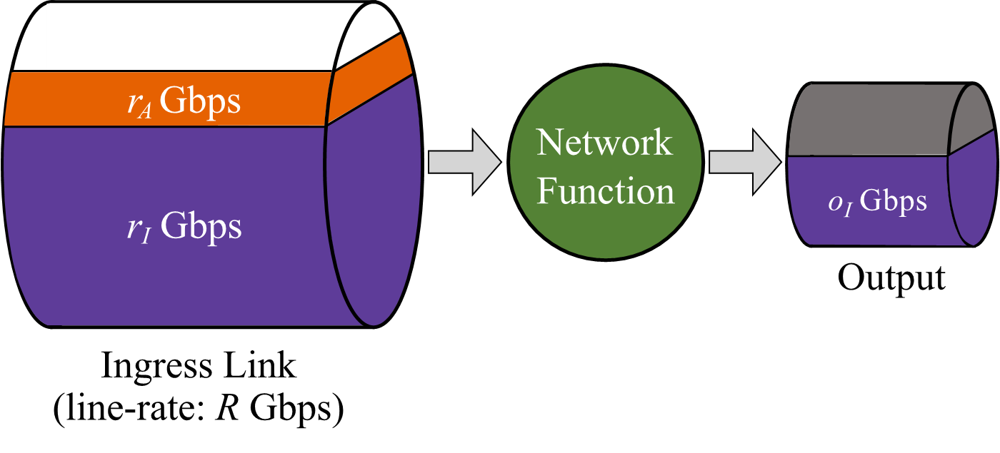 r_A Gbps
r_I Gbps
Ingress Link
(line-rate: R Gbps)
Network
Function
o_I Gbps
Output